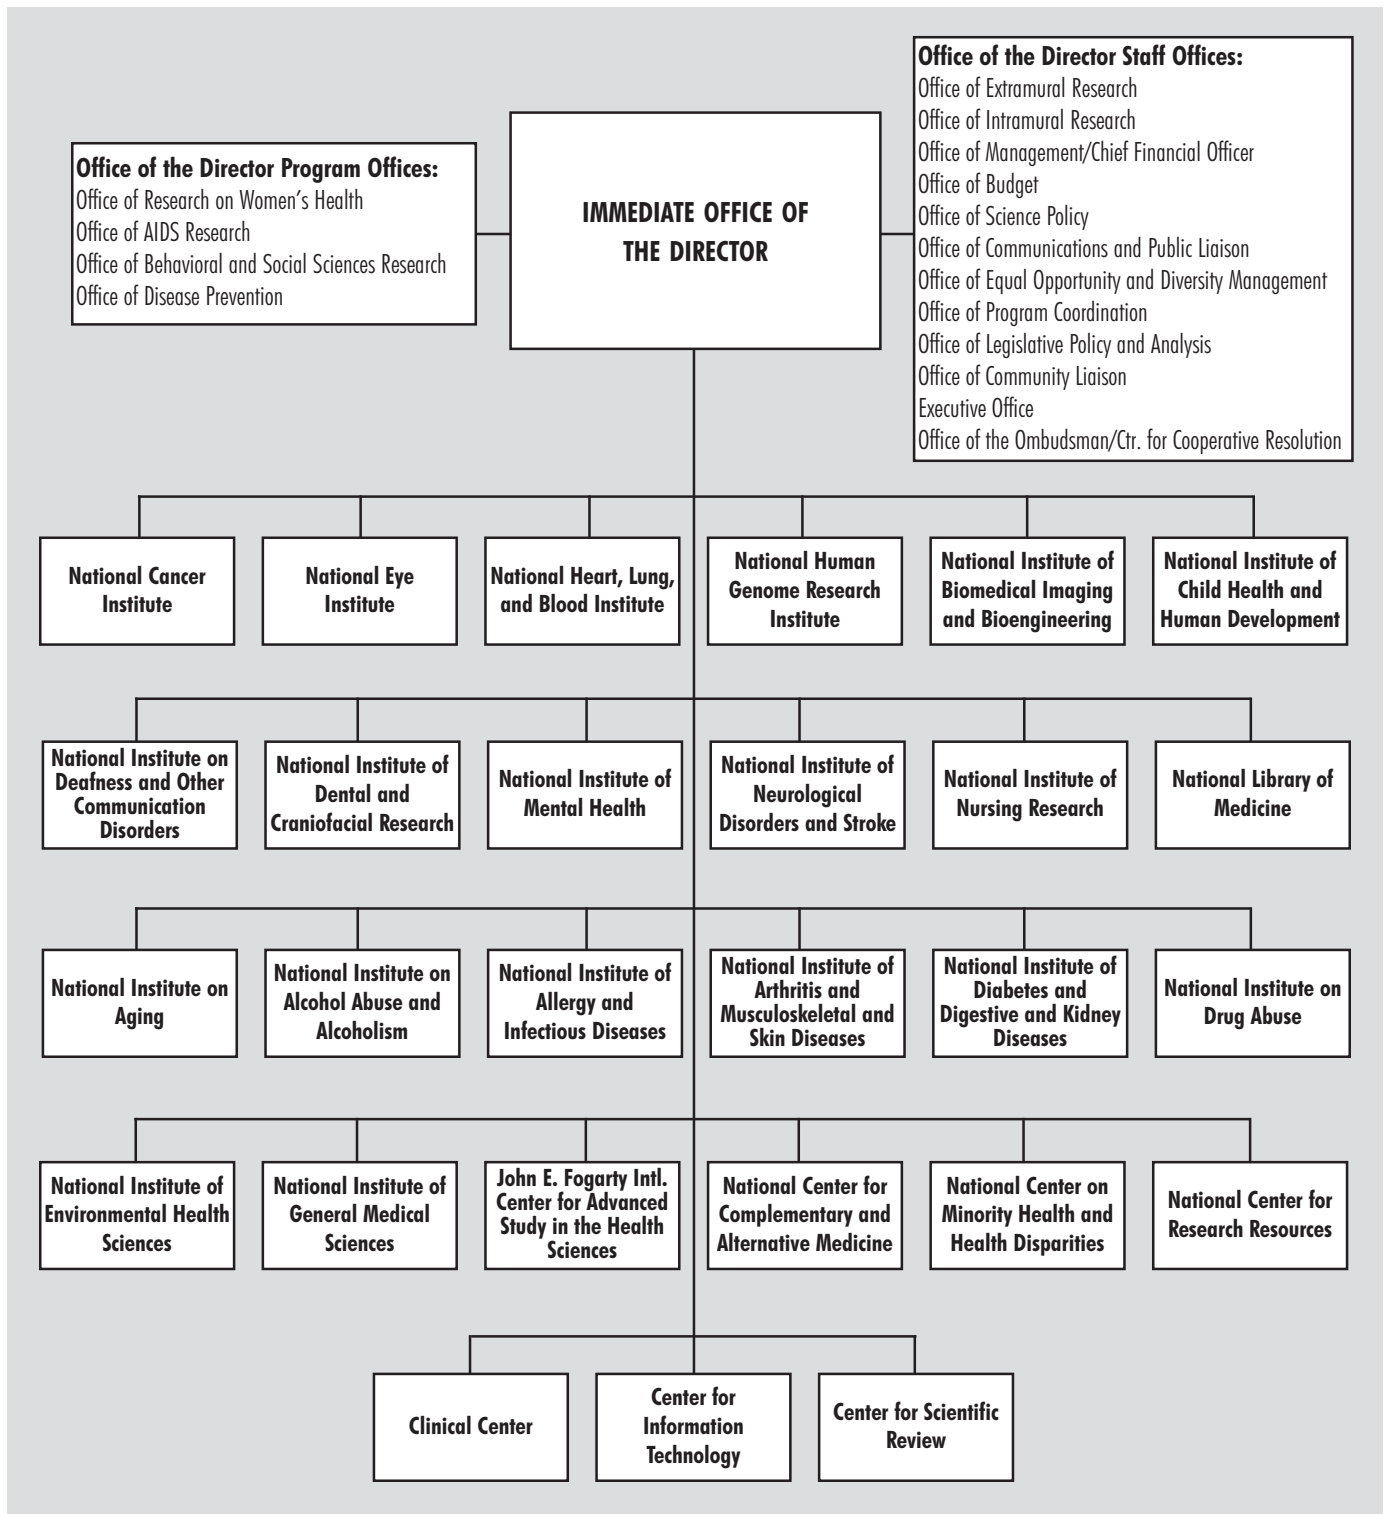 Office of the Director Program Offices:
Office of Research on Women's Health
Office of AIDS Research
Office of Behavioral and Social Sciences Research
Office of Disease Prevention
IMMEDIATE OFFICE OF
THE DIRECTOR
Office of the Director Staff Offices:
Office of Extramural Research
Office of Intramural Research
Office of Management/Chief Financial Officer
Office of Budget
Office of Science Policy
Office of Communications and Public Liaison
Office of Equal Opportunity and Diversity Management
Office of Program Coordination
Office of Legislative Policy and Analysis
Office of Community Liaison
Executive Office
Office of the Ombudsman/Ctr. for Cooperative Resolution
National Cancer
Institute
National Eye
Institute
National Heart, Lung,
and Blood Institute
National Human
Genome Research
Institute
National Institute of
Biomedical Imaging
and Bioengineering
National Institute of
Child Health and
Human Development
National Institute on
Deafness and Other
Communication
Disorders
National Institute of
Dental and
Craniofacial Research
National Institute of
Mental Health
National Institute of
Neurological
Disorders and Stroke
National Institute of
Nursing Research
National Library of
Medicine
National Institute on
Aging
National Institute on
Alcohol Abuse and
Alcoholism
National Institute of
Allergy and
Infectious Diseases
National Institute of
Arthritis and
Musculoskeletal and
Skin Diseases
National Institute of
Diabetes and
Digestive and Kidney
Diseases
National Institute on
Drug Abuse
National Institute of
Environmental Health
Sciences
National Institute of
General Medical
Sciences
John E. Fogarty Intl.
Center for Advanced
Study in the Health
Sciences
National Center for
Complementary and
Alternative Medicine
National Center on
Minority Health and
Health Disparities
National Center for
Research Resources
Clinical Center
Center for
Information
Technology
Center for Scientific
Review